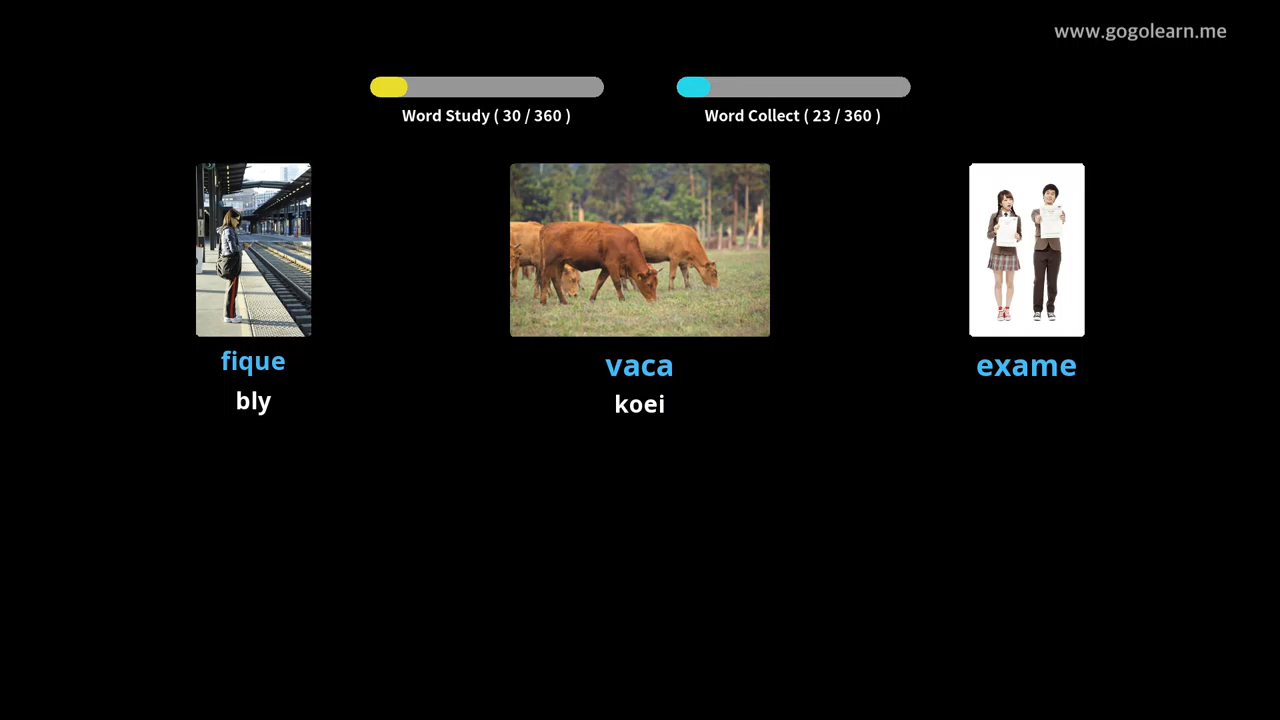 www.gogolearn.me
Word Study ( 30 / 360 )
Word Collect ( 23 / 360 )
fique
vaca
exame
bly
koei